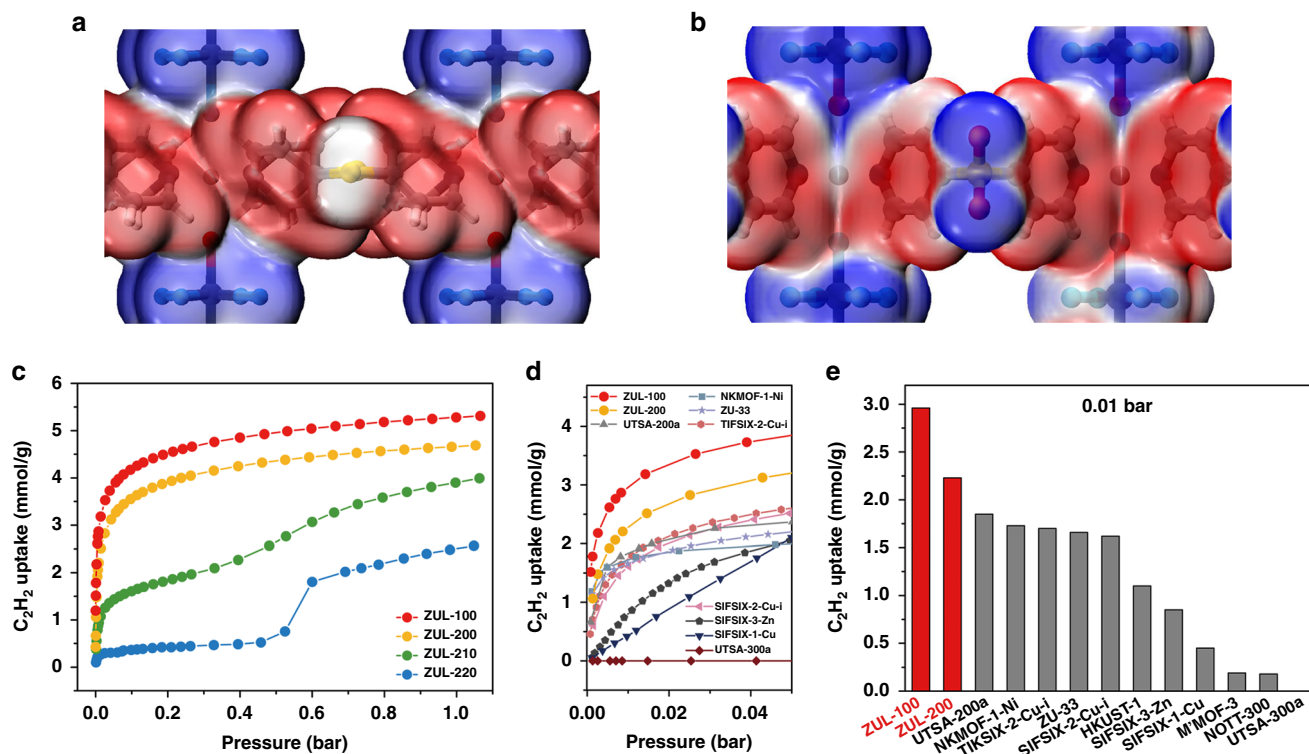 a
b
c
C2H2 uptake (mmol/g)
6
5
4
3
2
1
0
ZUL-100
ZUL-200
ZUL-210
ZUL-220
0.0 0.2 0.4 0.6 0.8 1.0
Pressure (bar)
d
C2H2 uptake (mmol/g)
4
3
2
1
0
ZUL-100
ZUL-200
UTSA-200a
NKMOF-1-Ni
ZU-33
TIFSIX-2-Cu-i
SIFSIX-2-Cu-i
SIFSIX-3-Zn
SIFSIX-1-Cu
UTSA-300a
0.00 0.02 0.04
Pressure (bar)
e
0.01 bar
C2H2 uptake (mmol/g)
3.0
2.5
2.0
1.5
1.0
0.5
0.0
ZUL-100
ZUL-200
UTSA-200a
NKMOF-1-Ni
TIKSIX-2-Cu-i
ZU-33
SIFSIX-2-Cu-i
HKUST-1
SIFSIX-3-Zn
SIFSIX-1-Cu
M'MOF-3
NOTT-300
UTSA-300a